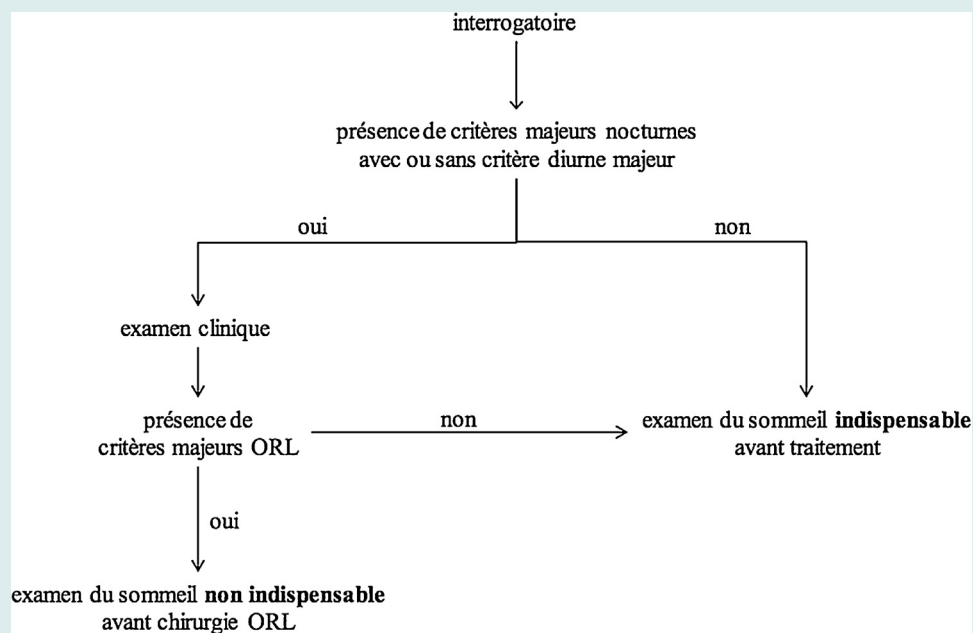 interrogatoire
présence de critères majeurs nocturnes
avec ou sans critère diurne majeur
oui
non
examen clinique
présence de
critères majeurs ORL
non
examen du sommeil indispensable
avant traitement
oui
examen du sommeil non indispensable
avant chirurgie ORL